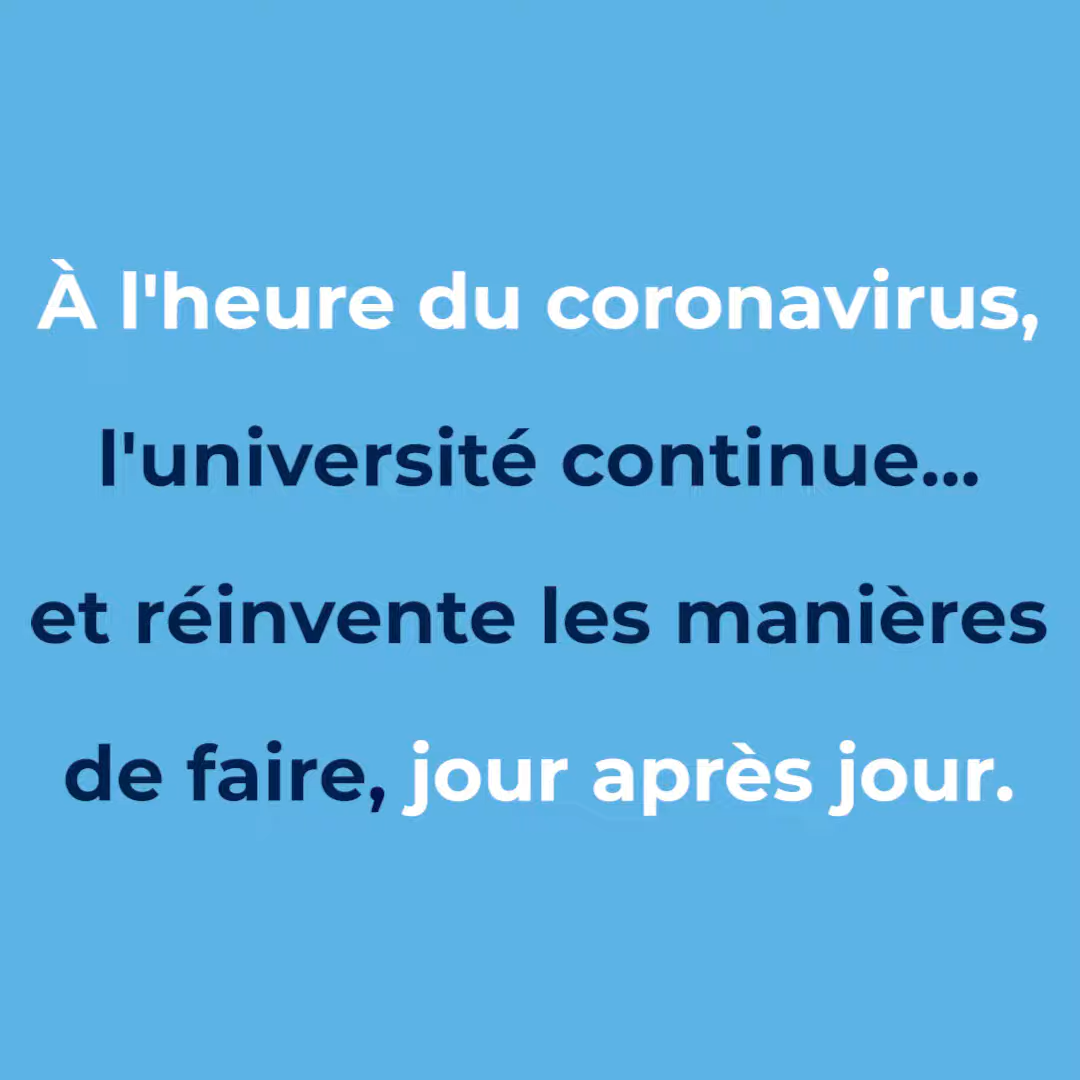 À l'heure du coronavirus,
l'université continue...
et réinvente les manières
de faire, jour après jour.